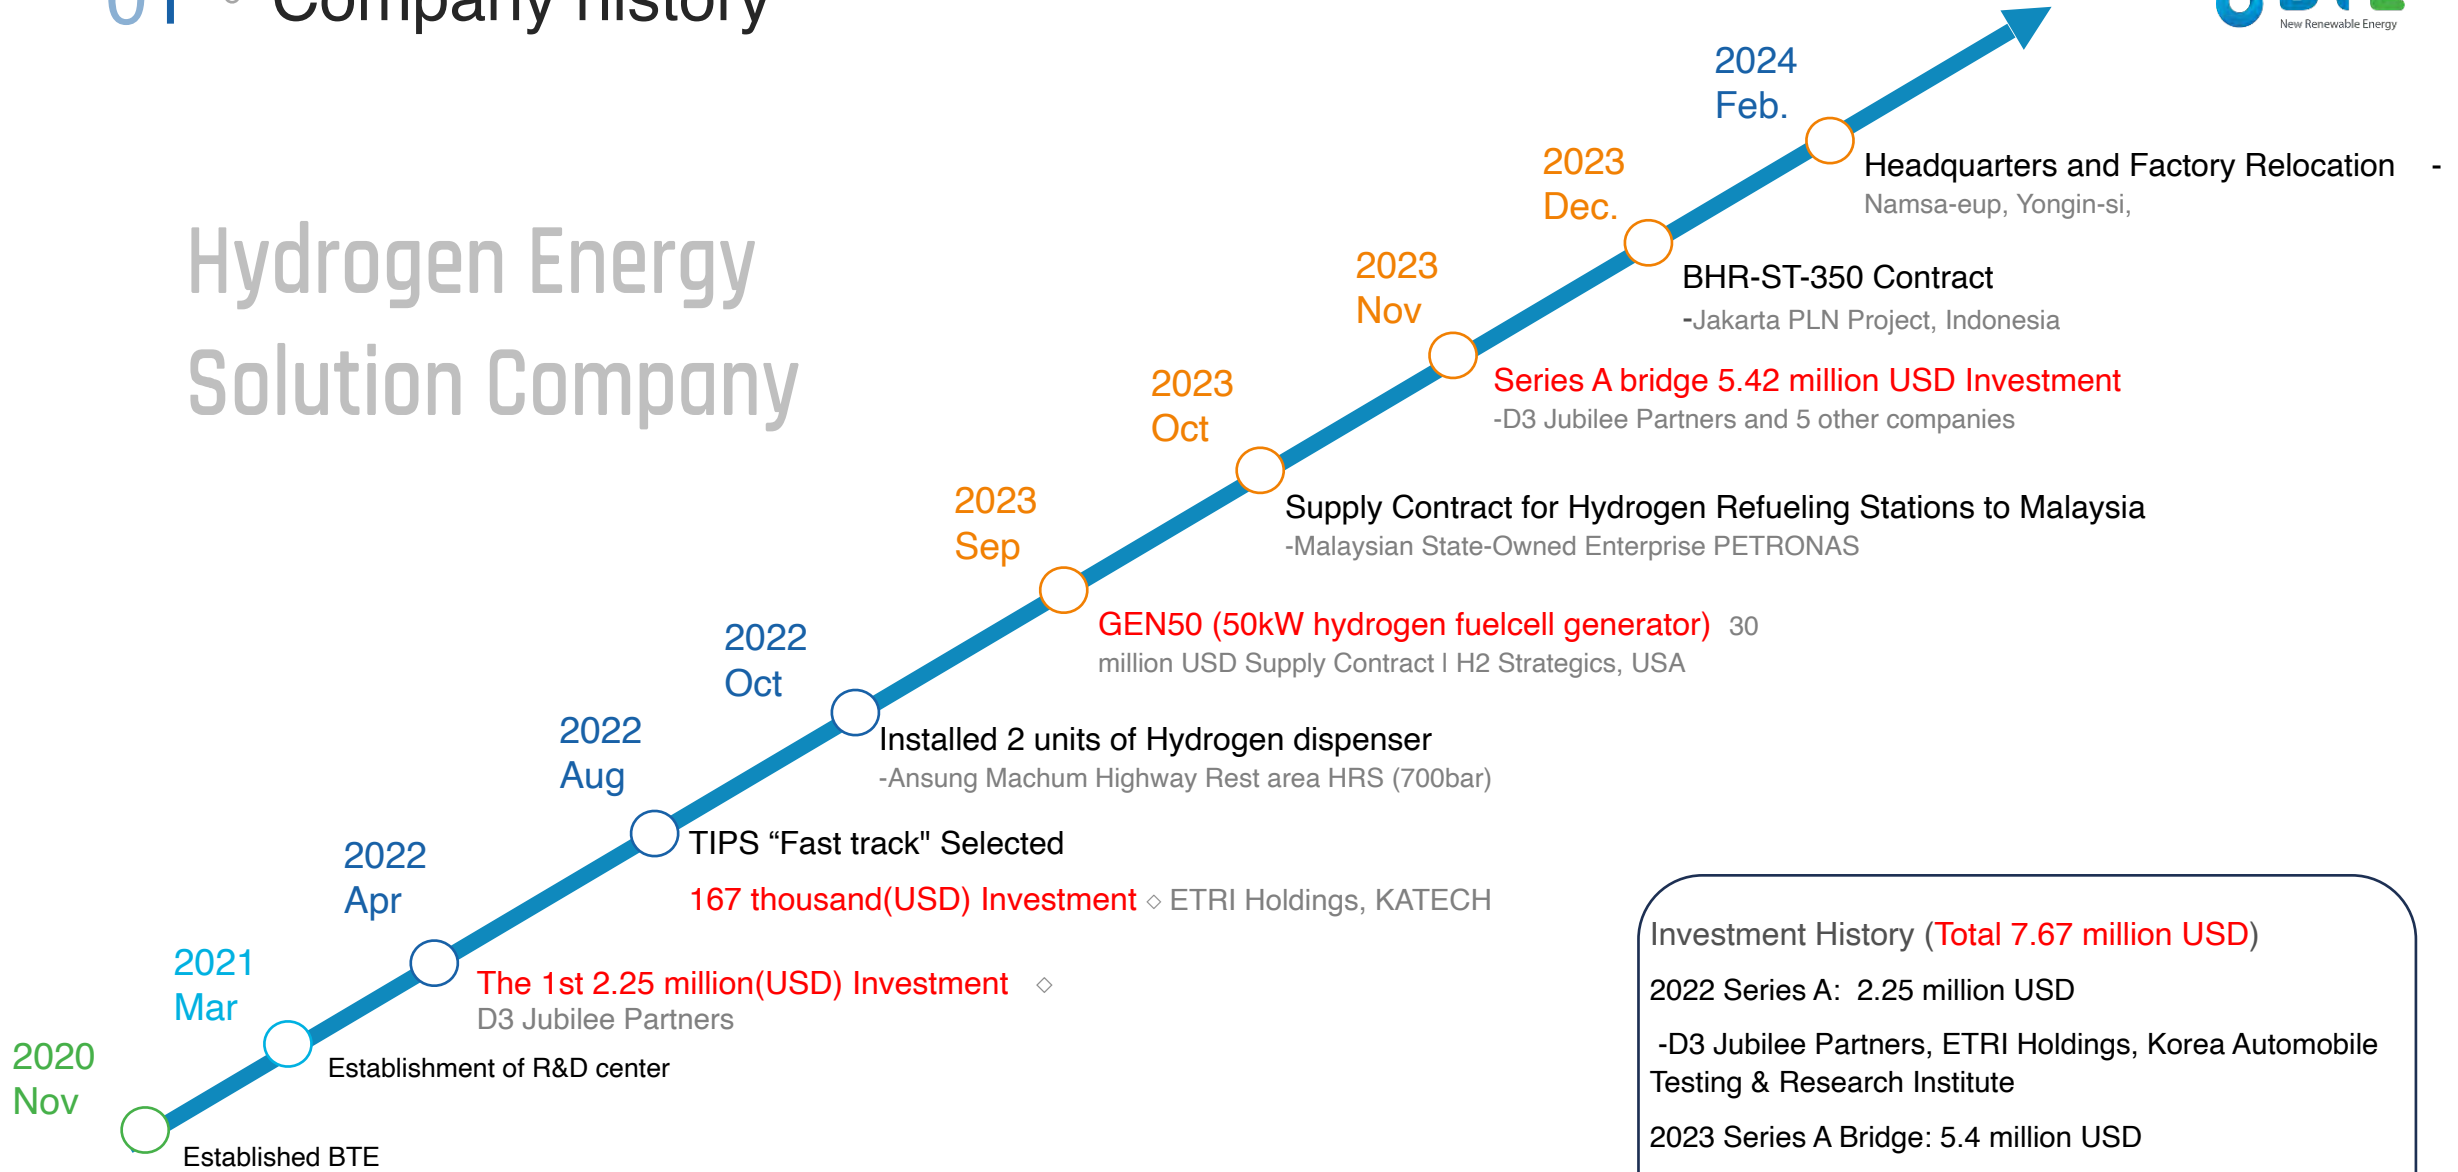 01 Company history
New Renewable Energy
Hydrogen Energy
Solution Company
2024
Feb.
Headquarters and Factory Relocation -
Namsa-eup, Yongin-si,
2023
Dec.
BHR-ST-350 Contract
-Jakarta PLN Project, Indonesia
2023
Nov
Series A bridge 5.42 million USD Investment
-D3 Jubilee Partners and 5 other companies
2023
Oct
Supply Contract for Hydrogen Refueling Stations to Malaysia
-Malaysian State-Owned Enterprise PETRONAS
2023
Sep
GEN50 (50kW hydrogen fuelcell generator) 30
million USD Supply Contract l H2 Strategics, USA
2022
Oct
Installed 2 units of Hydrogen dispenser
-Ansung Machum Highway Rest area HRS (700bar)
2022
Aug
TIPS “Fast track" Selected
167 thousand(USD) Investment ◇ ETRI Holdings, KATECH
2022
Apr
The 1st 2.25 million(USD) Investment ◇
D3 Jubilee Partners
2021
Mar
Establishment of R&D center
2020
Nov
Established BTE
Investment History (Total 7.67 million USD)
2022 Series A: 2.25 million USD
-D3 Jubilee Partners, ETRI Holdings, Korea Automobile
Testing & Research Institute
2023 Series A Bridge: 5.4 million USD